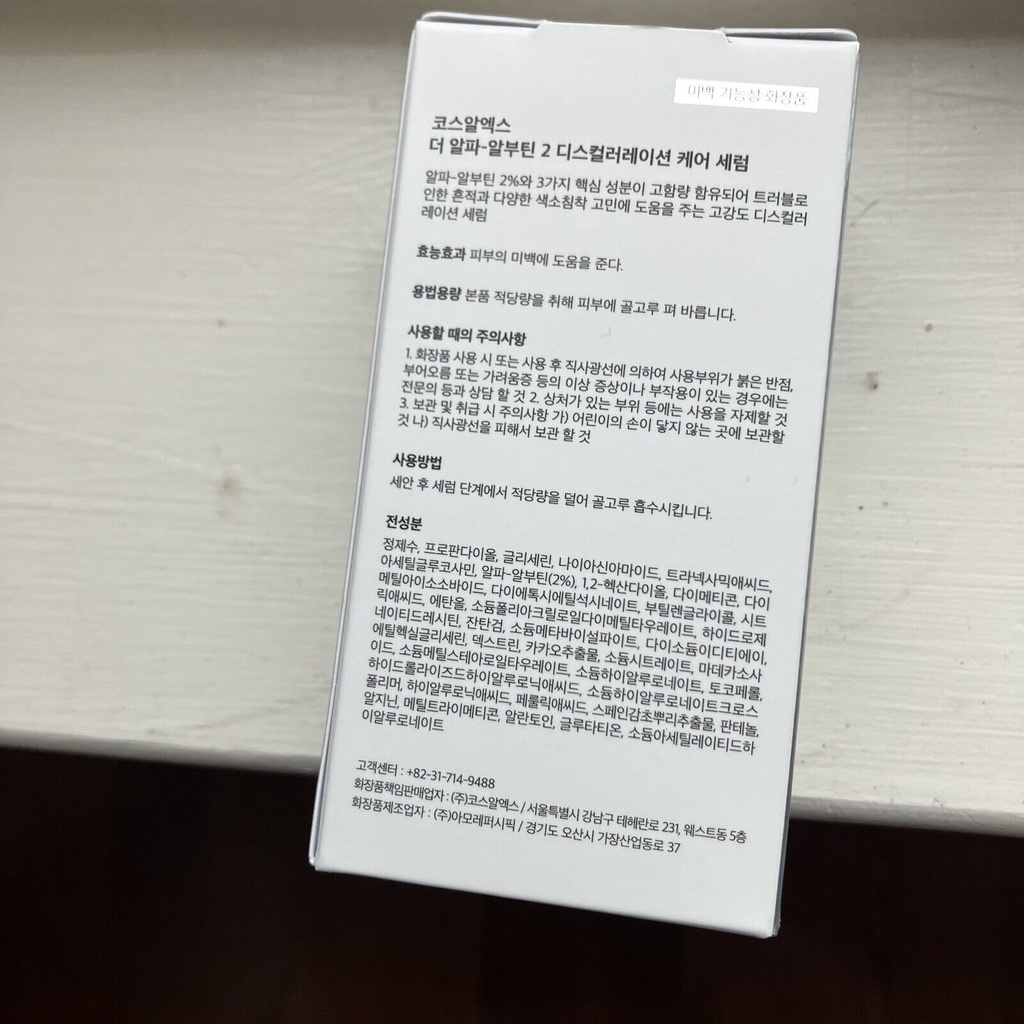 미백 기능성 화장품
코스알엑스
더 알파-알부틴 2 디스컬러레이션 케어 세럼
알파-알부틴 2%와 3가지 핵심 성분이 고함량 함유되어 트러블로
인한 흔적과 다양한 색소침착 고민에 도움을 주는 고강도 디스컬러
레이션 세럼
효능효과 피부의 미백에 도움을 준다.
용법용량 본품 적당량을 취해 피부에 골고루 펴 바릅니다.
사용할 때의 주의사항
1. 화장품 사용 시 또는 사용 후 직사광선에 의하여 사용부위가 붉은 반점,
부어오름 또는 가려움증 등의 이상 증상이나 부작용이 있는 경우에는
전문의 등과 상담 할 것 2. 상처가 있는 부위 등에는 사용을 자제할 것
3. 보관 및 취급 시 주의사항 가) 어린이의 손이 닿지 않는 곳에 보관할
것 나) 직사광선을 피해서 보관 할 것
사용방법
세안 후 세럼 단계에서 적당량을 덜어 골고루 흡수시킵니다.
전성분
정제수, 프로판다이올, 글리세린, 나이아신아마이드, 트라넥사믹애씨드,
아세틸글루코사민, 알파-알부틴(2%), 1,2-헥산다이올, 다이메티콘, 다이
메틸아이소소바이드, 다이에톡시에틸석시네이트, 부틸렌글라이콜, 시트
릭애씨드, 에탄올, 소듐폴리아크릴로일다이메틸타우레이트, 하이드로제
네이티드레시틴, 잔탄검, 소듐메타바이설파이트, 다이소듐이디티에이,
에틸헥실글리세린, 덱스트린, 카카오추출물, 소듐시트레이트, 마데카소사
이드, 소듐메틸스테아로일타우레이트, 소듐하이알루로네이트, 토코페롤,
하이드롤라이즈드하이알루로닉애씨드, 소듐하이알루로네이트크로스
폴리머, 하이알루로닉애씨드, 페룰릭애씨드, 스페인감초뿌리추출물, 판테놀,
알지닌, 메틸트라이메티콘, 알란토인, 글루타티온, 소듐아세틸레이티드하
이알루로네이트
고객센터 : +82-31-714-9488
화장품책임판매업자 : (주)코스알엑스 / 서울특별시 강남구 테헤란로 231, 웨스트동 5층
화장품제조업자 : (주)아모레퍼시픽 / 경기도 오산시 가장산업동로 37